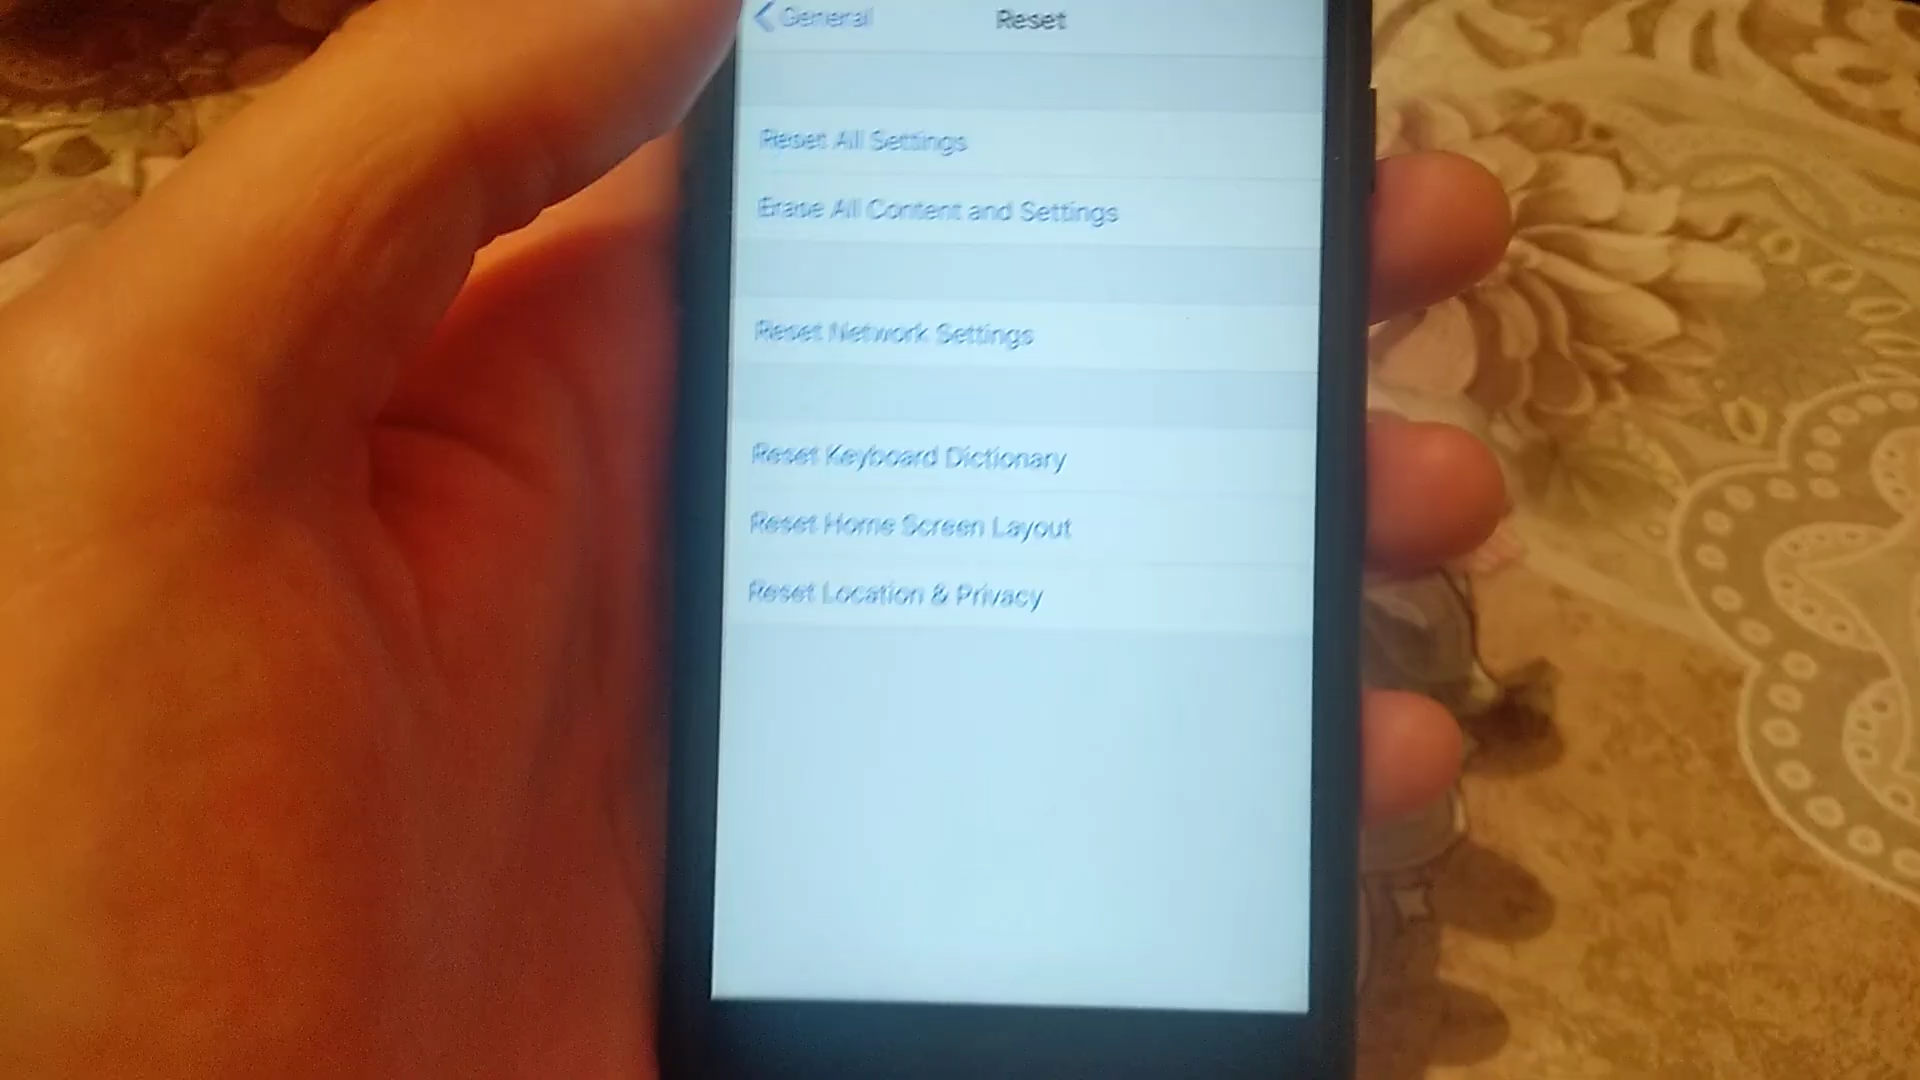 General
Reset
Reset All Settings
Erase All Content and Settings
Reset Network Settings
Reset Keyboard Dictionary
Reset Home Screen Layout
Reset Location & Privacy